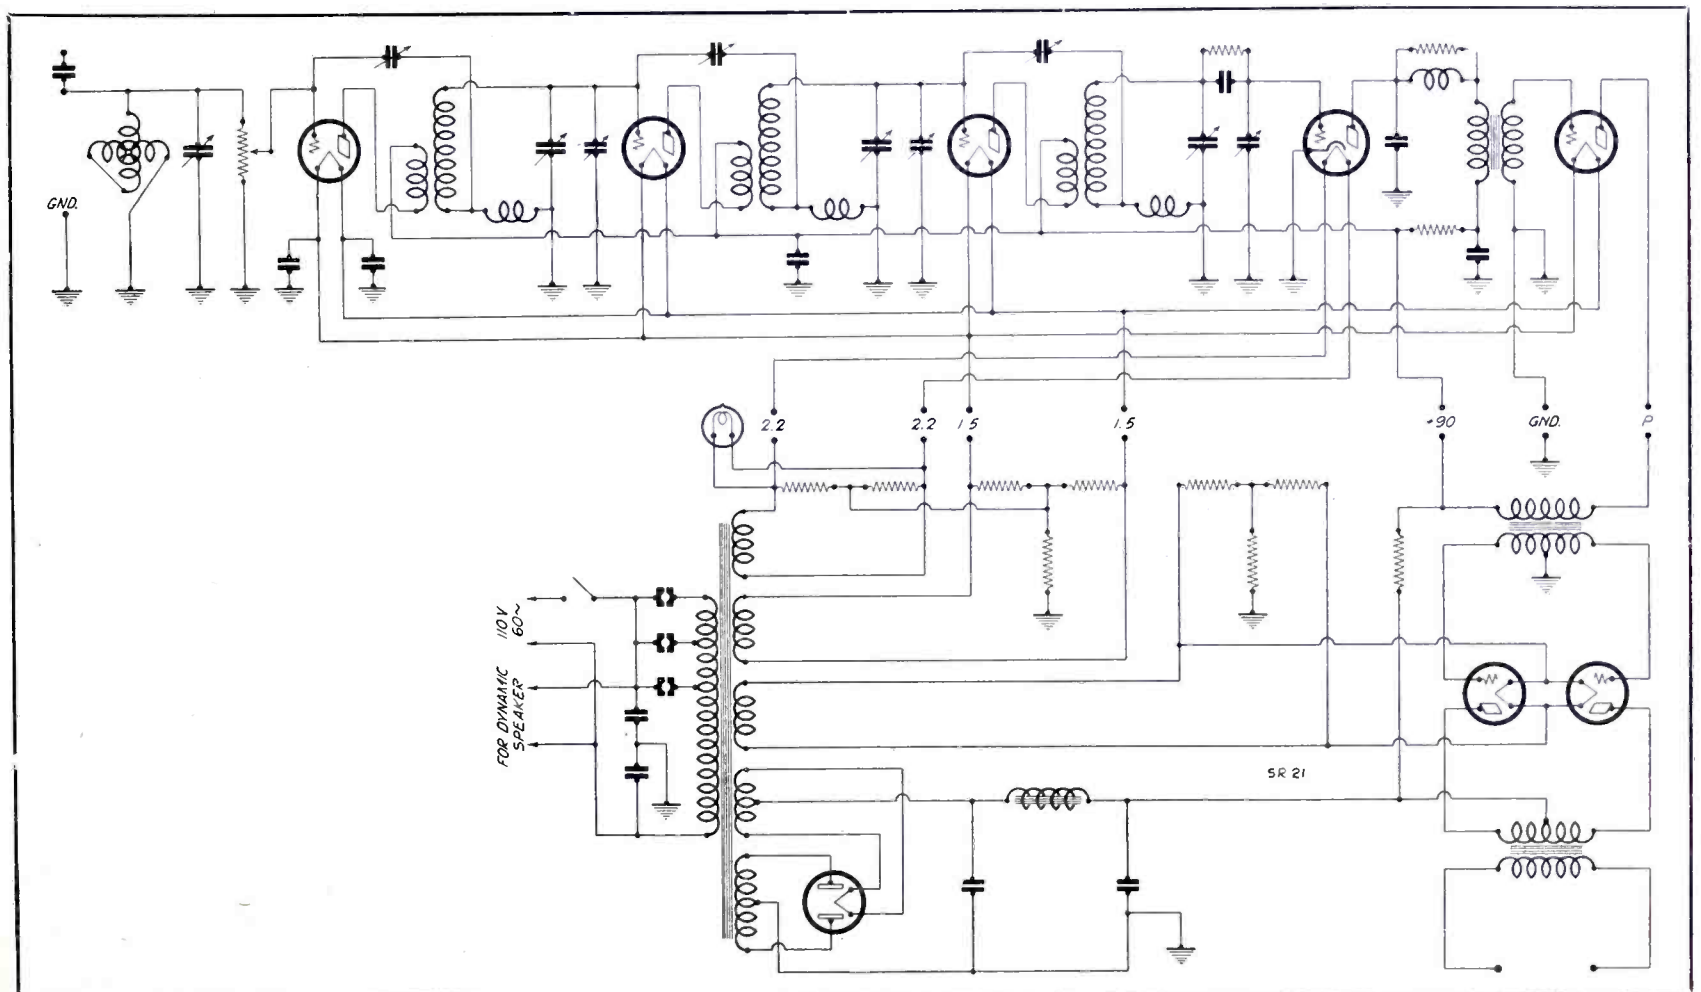 GND.
2.2
2.2
1.5
1.5
+90
GND.
P
110 V
60~
FOR DYNAMIC
SPEAKER
SR 21